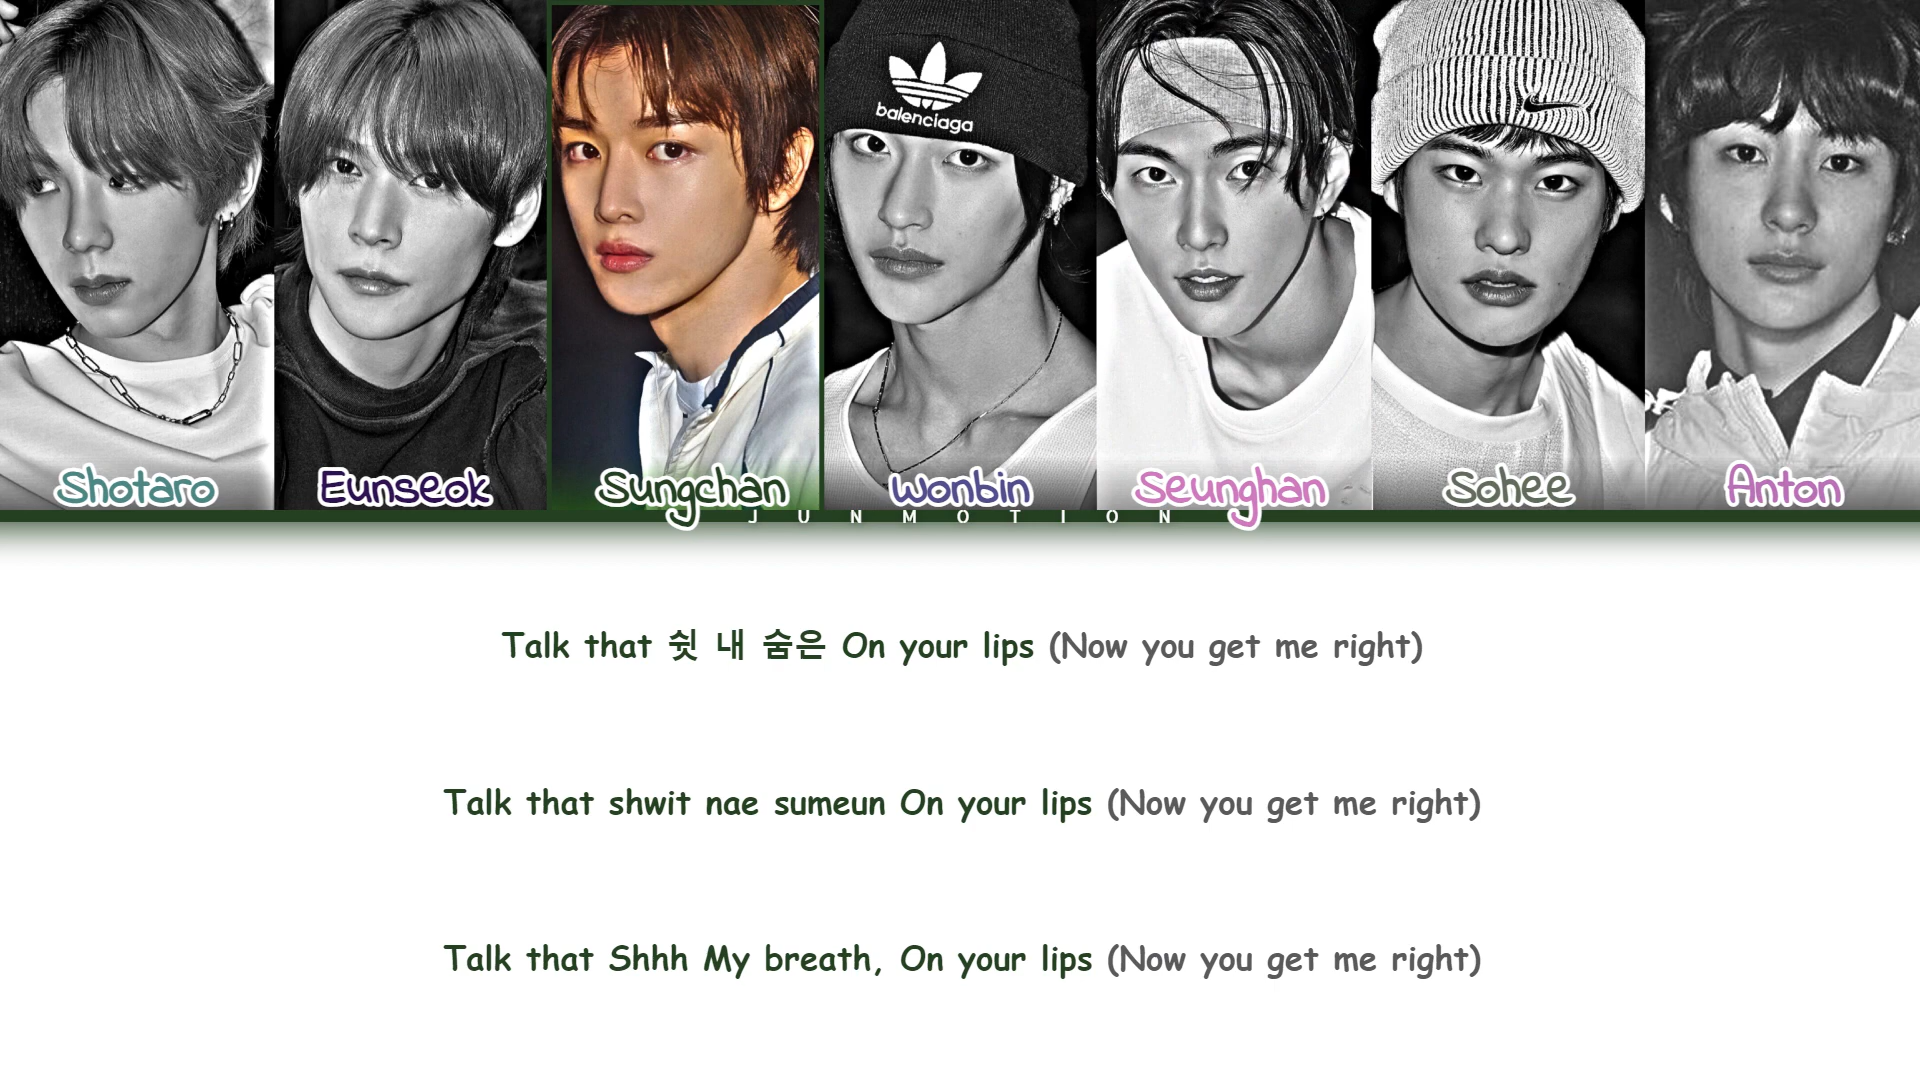 balenciaga
Shotaro Eunseok Sungchan Wonbin Seunghan Sohee Anton
JUNMOTION
Talk that 쉿 내 숨은 On your lips (Now you get me right)
Talk that shwit nae sumeun On your lips (Now you get me right)
Talk that Shhh My breath, On your lips (Now you get me right)